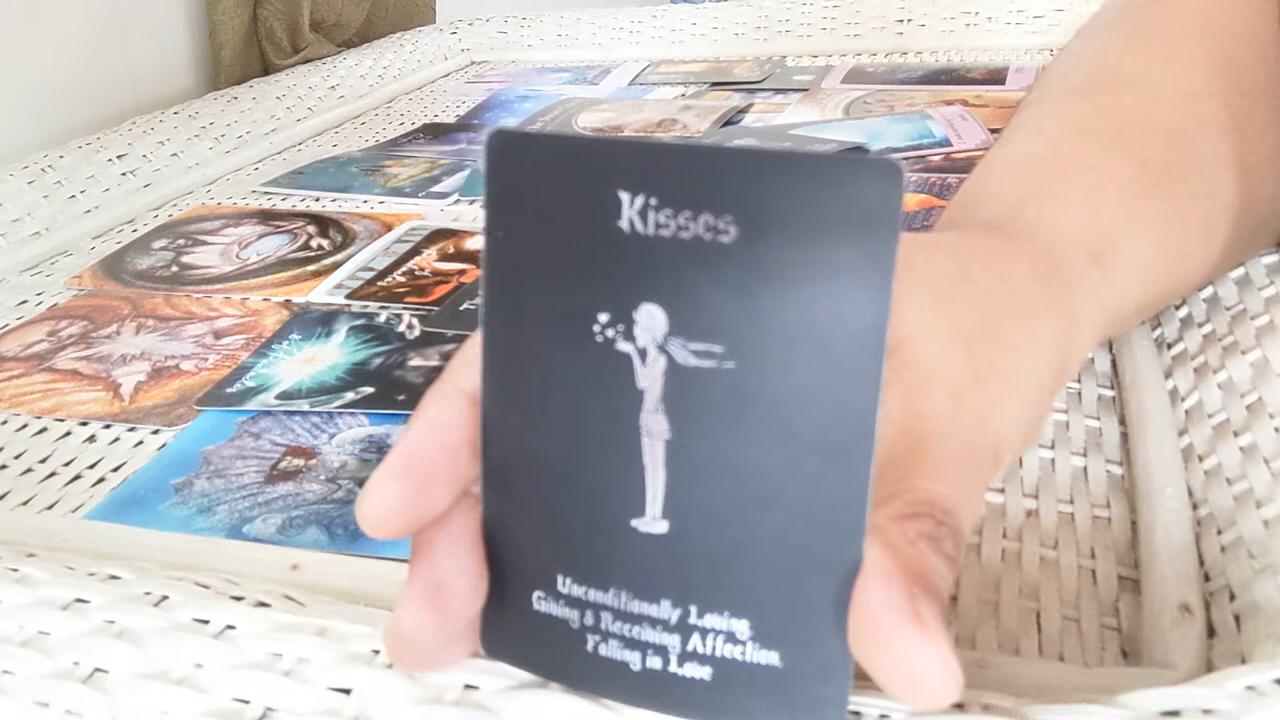 Kisses
Unconditionally Loving
Giving & Receiving Affection
Falling in Love